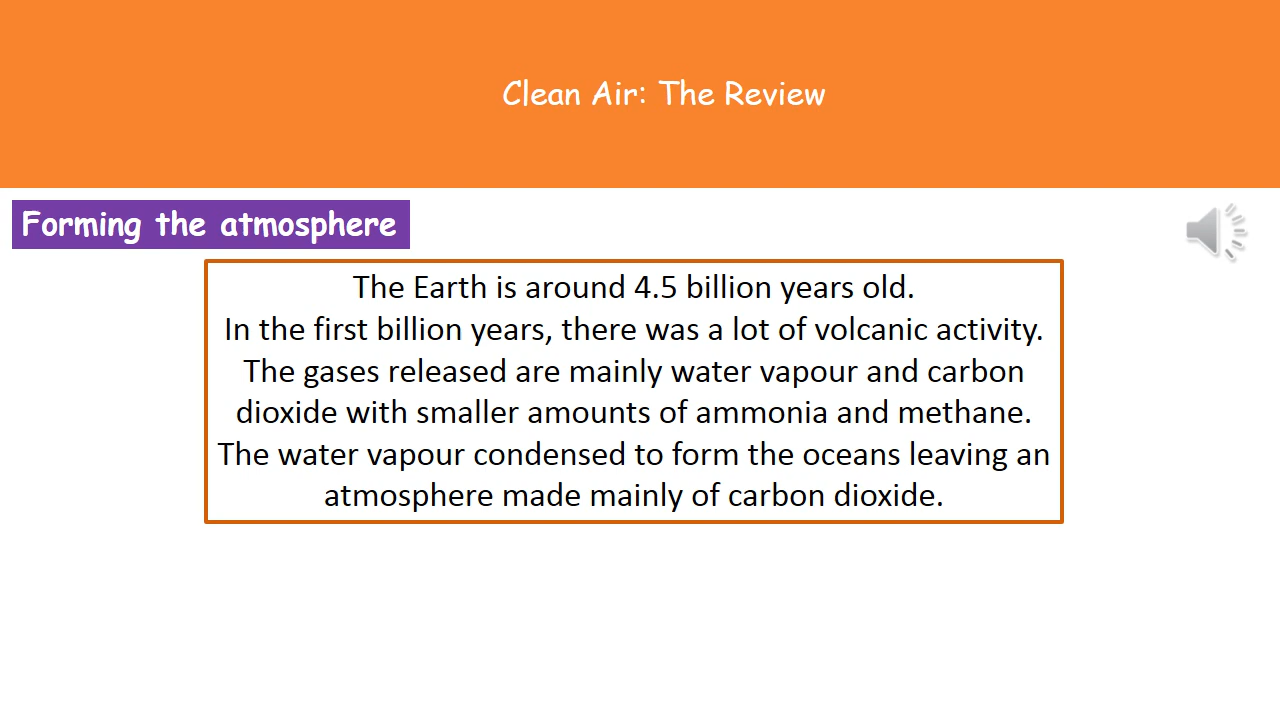 Clean Air: The Review
Forming the atmosphere
The Earth is around 4.5 billion years old.
In the first billion years, there was a lot of volcanic activity.
The gases released are mainly water vapour and carbon
dioxide with smaller amounts of ammonia and methane.
The water vapour condensed to form the oceans leaving an
atmosphere made mainly of carbon dioxide.